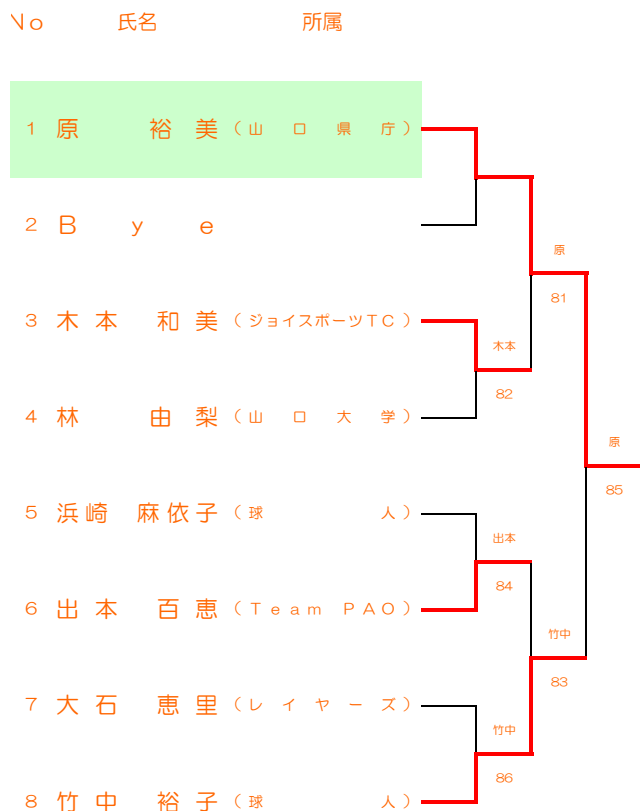 No 氏名 所属
1 原 裕美 (山口県庁)
2 Bye
原
81
3 木本 和美 (ジョイスポーツTC)
木本
82
4 林 由梨 (山口大学)
原
85
5 浜崎 麻依子 (球人)
出本
84
6 出本 百恵 (Team PAO)
竹中
83
7 大石 恵里 (レイヤーズ)
竹中
86
8 竹中 裕子 (球人)